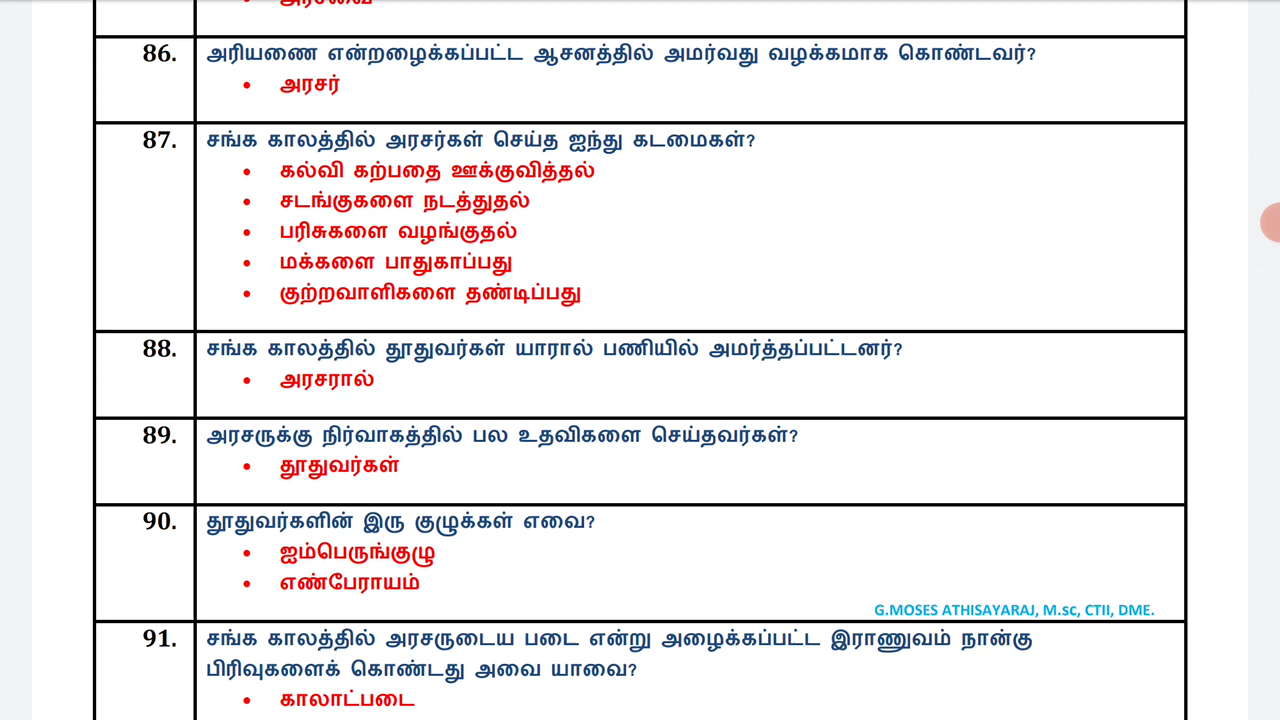 அரசவை
86. அரியணை என்றழைக்கப்பட்ட ஆசனத்தில் அமர்வது வழக்கமாக கொண்டவர்?
• அரசர்
87. சங்க காலத்தில் அரசர்கள் செய்த ஐந்து கடமைகள்?
• கல்வி கற்பதை ஊக்குவித்தல்
• சடங்குகளை நடத்துதல்
• பரிசுகளை வழங்குதல்
• மக்களை பாதுகாப்பது
• குற்றவாளிகளை தண்டிப்பது
88. சங்க காலத்தில் தூதுவர்கள் யாரால் பணியில் அமர்த்தப்பட்டனர்?
• அரசரால்
89. அரசருக்கு நிர்வாகத்தில் பல உதவிகளை செய்தவர்கள்?
• தூதுவர்கள்
90. தூதுவர்களின் இரு குழுக்கள் எவை?
• ஐம்பெருங்குழு
• எண்பேராயம்
G.MOSES ATHISAYARAJ, M.sc, CTII, DME.
91. சங்க காலத்தில் அரசருடைய படை என்று அழைக்கப்பட்ட இராணுவம் நான்கு
பிரிவுகளைக் கொண்டது அவை யாவை?
• காலாட்படை